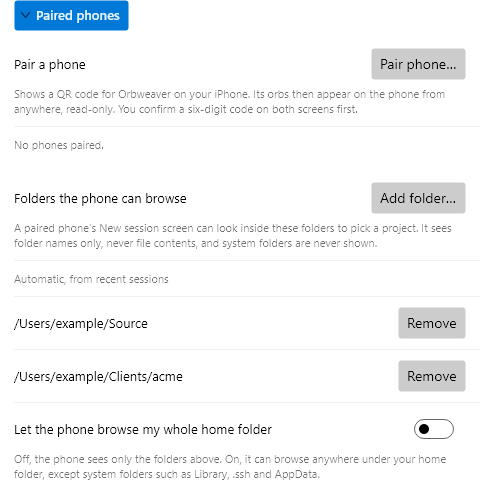 Paired phones
Pair a phone
Pair phone...
Shows a QR code for Orbweaver on your iPhone. Its orbs then appear on the phone from
anywhere, read-only. You confirm a six-digit code on both screens first.
No phones paired.
Folders the phone can browse
Add folder...
A paired phone's New session screen can look inside these folders to pick a project. It sees
folder names only, never file contents, and system folders are never shown.
Automatic, from recent sessions
/Users/example/Source
Remove
/Users/example/Clients/acme
Remove
Let the phone browse my whole home folder
Off, the phone sees only the folders above. On, it can browse anywhere under your home
folder, except system folders such as Library, .ssh and AppData.